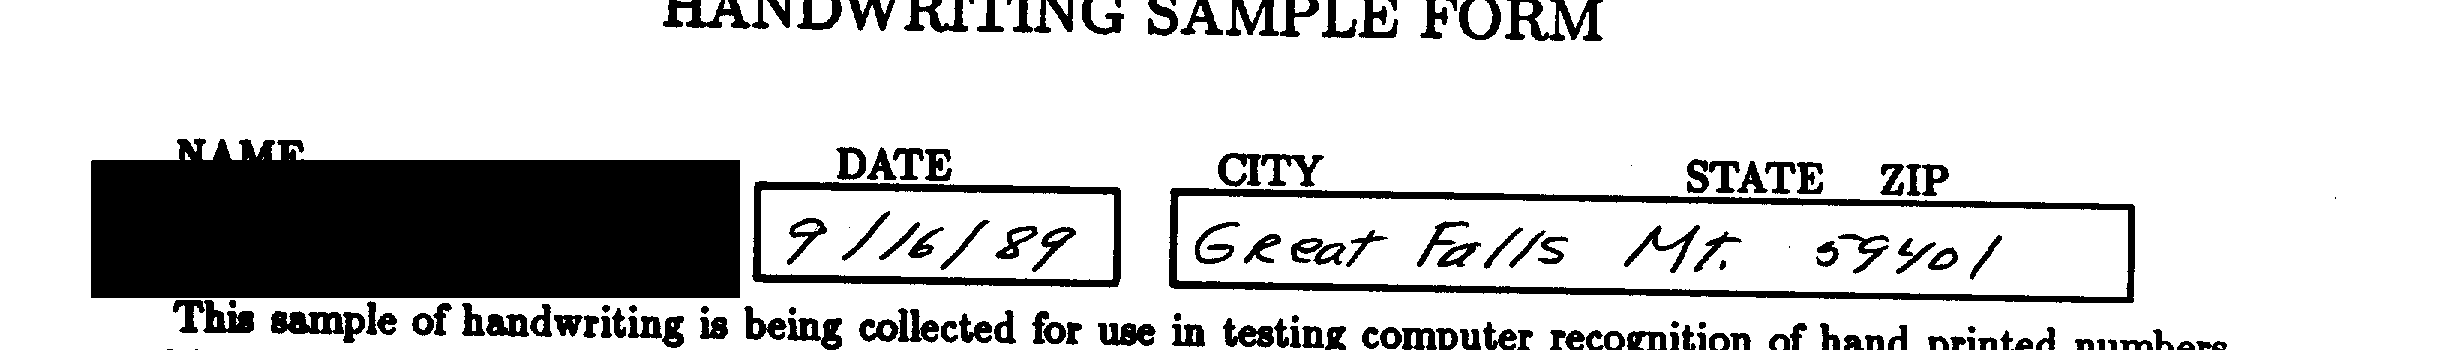 HANDWRITING SAMPLE FORM
NAME DATE CITY STATE ZIP
9/16/89 Great Falls Mt. 59401
This sample of handwriting is being collected for use in testing computer recognition of hand printed numbers